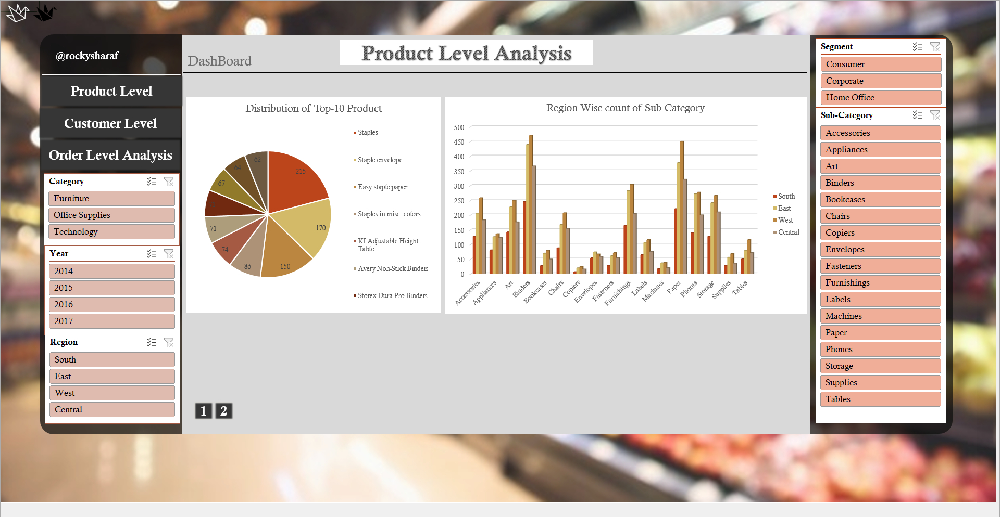 @rockysharaf
Product Level
Customer Level
Order Level Analysis
Category
Furniture
Office Supplies
Technology
Year
2014
2015
2016
2017
Region
South
East
West
Central
DashBoard
Product Level Analysis
Distribution of Top-10 Product
215
170
150
86
74
71
67
64
62
Staples
Staple envelope
Easy-staple paper
Staples in misc. colors
KI Adjustable-Height
Table
Avery Non-Stick Binders
Storex Dura Pro Binders
Region Wise count of Sub-Category
500
450
400
350
300
250
200
150
100
50
0
Accessories
Appliances
Art
Binders
Bookcases
Chairs
Copiers
Envelopes
Fasteners
Furnishings
Labels
Machines
Paper
Phones
Storage
Supplies
Tables
South
East
West
Central
1 2
Segment
Consumer
Corporate
Home Office
Sub-Category
Accessories
Appliances
Art
Binders
Bookcases
Chairs
Copiers
Envelopes
Fasteners
Furnishings
Labels
Machines
Paper
Phones
Storage
Supplies
Tables